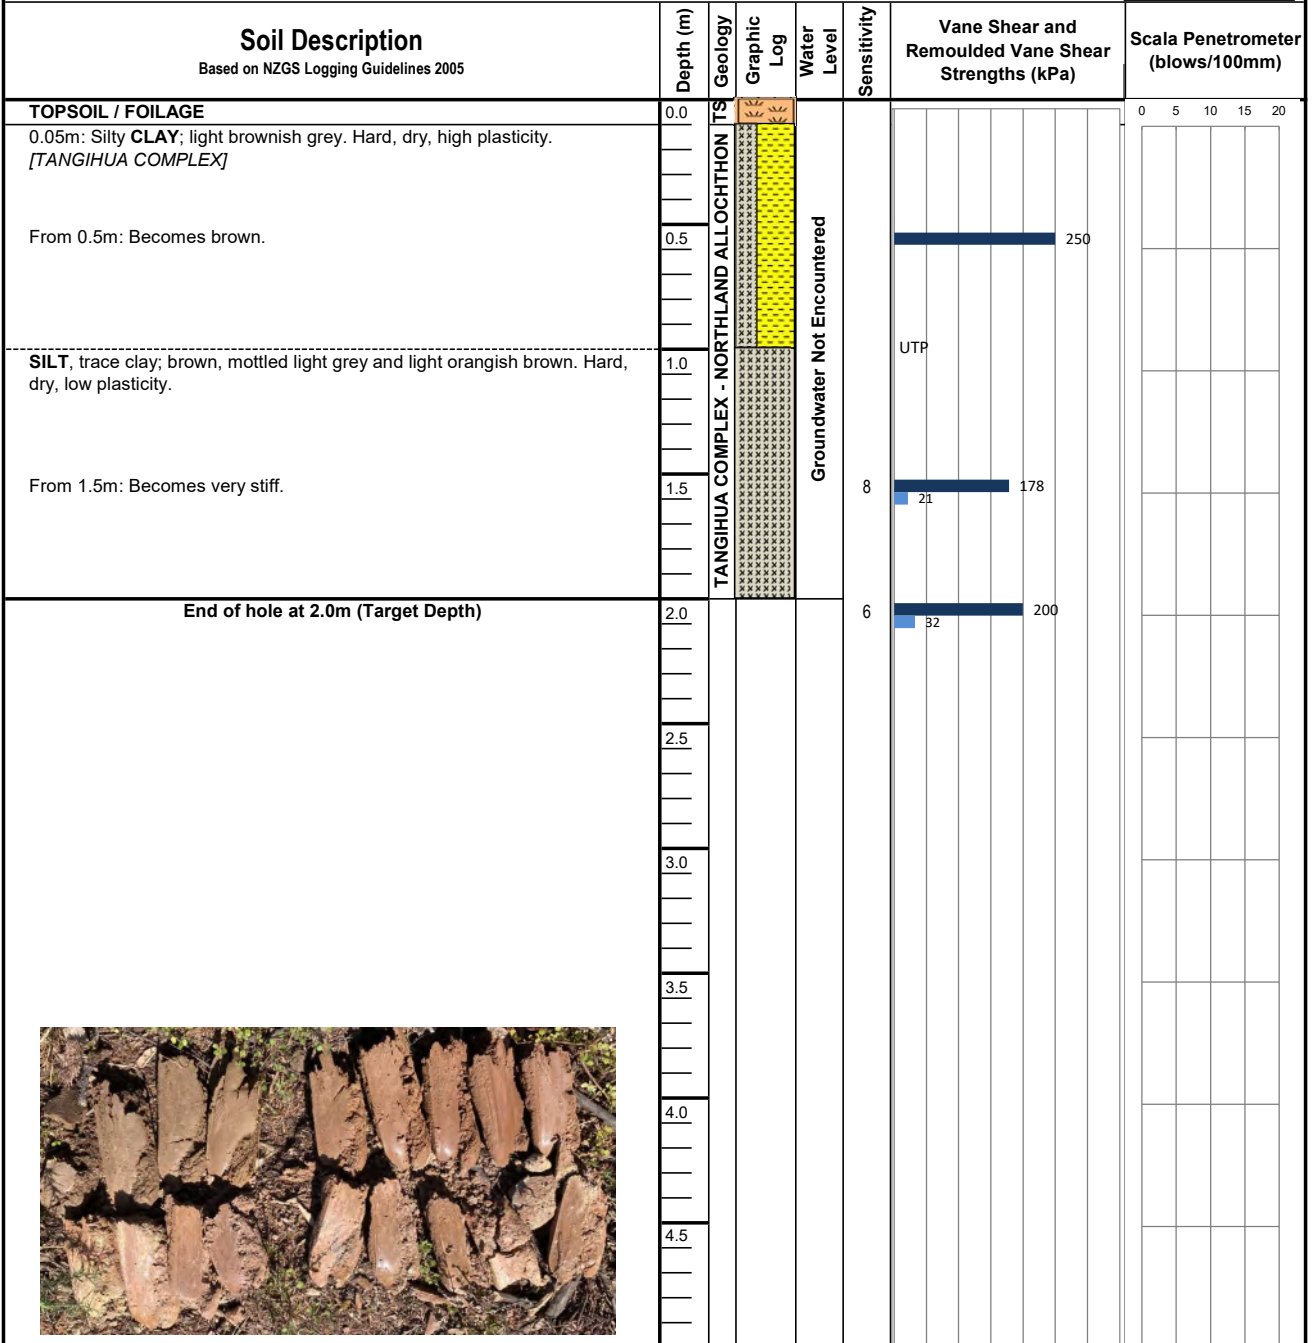 Soil Description
Based on NZGS Logging Guidelines 2005
Depth (m)
Geology
Graphic
Log
Water
Level
Sensitivity
Vane Shear and
Remoulded Vane Shear
Strengths (kPa)
Scala Penetrometer
(blows/100mm)
0 5 10 15 20
TOPSOIL / FOILAGE
0.05m: Silty CLAY; light brownish grey. Hard, dry, high plasticity.
[TANGIHUA COMPLEX]
From 0.5m: Becomes brown.
SILT, trace clay; brown, mottled light grey and light orangish brown. Hard,
dry, low plasticity.
From 1.5m: Becomes very stiff.
End of hole at 2.0m (Target Depth)
0.0
0.5
1.0
1.5
2.0
2.5
3.0
3.5
4.0
4.5
TS
TANGIHUA COMPLEX - NORTHLAND ALLOCHTHON
Groundwater Not Encountered
250
UTP
8
178
21
6
200
32